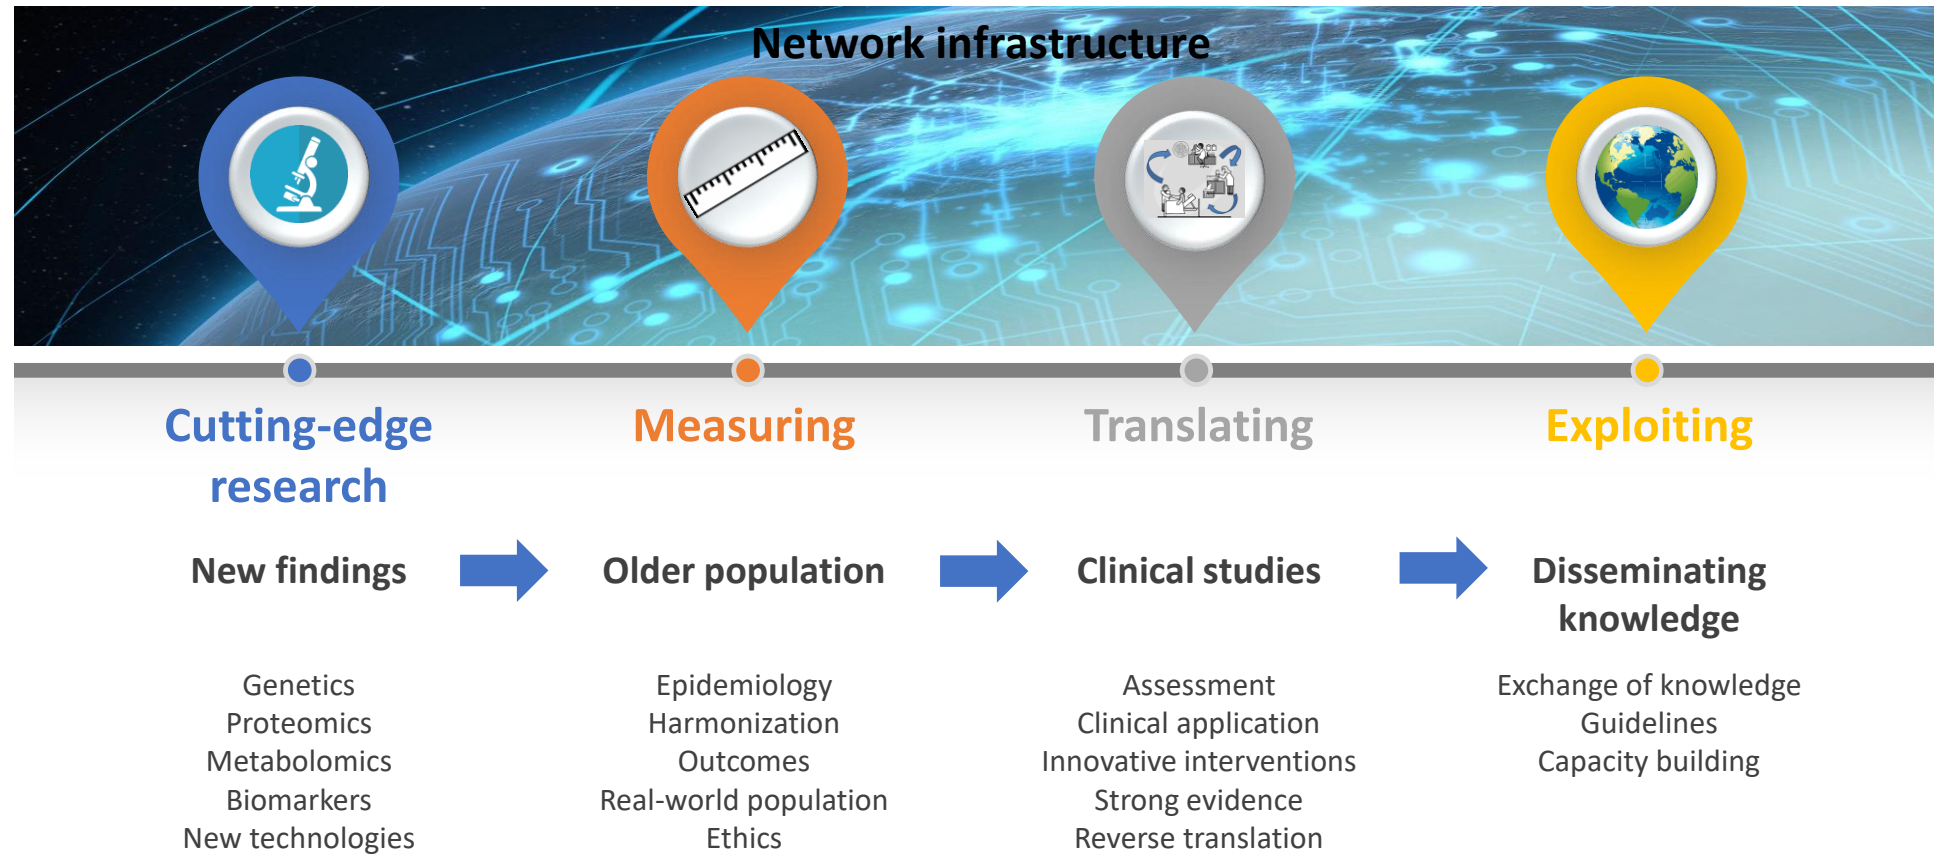 Network infrastructure
Cutting-edge
research
Measuring
Translating
Exploiting
New findings
Older population
Clinical studies
Disseminating
knowledge
Genetics
Proteomics
Metabolomics
Biomarkers
New technologies
Epidemiology
Harmonization
Outcomes
Real-world population
Ethics
Assessment
Clinical application
Innovative interventions
Strong evidence
Reverse translation
Exchange of knowledge
Guidelines
Capacity building